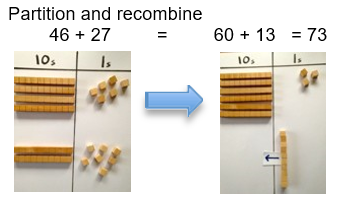 Partition and recombine
46 + 27 = 60 + 13 = 73
10s 1s 10s 1s